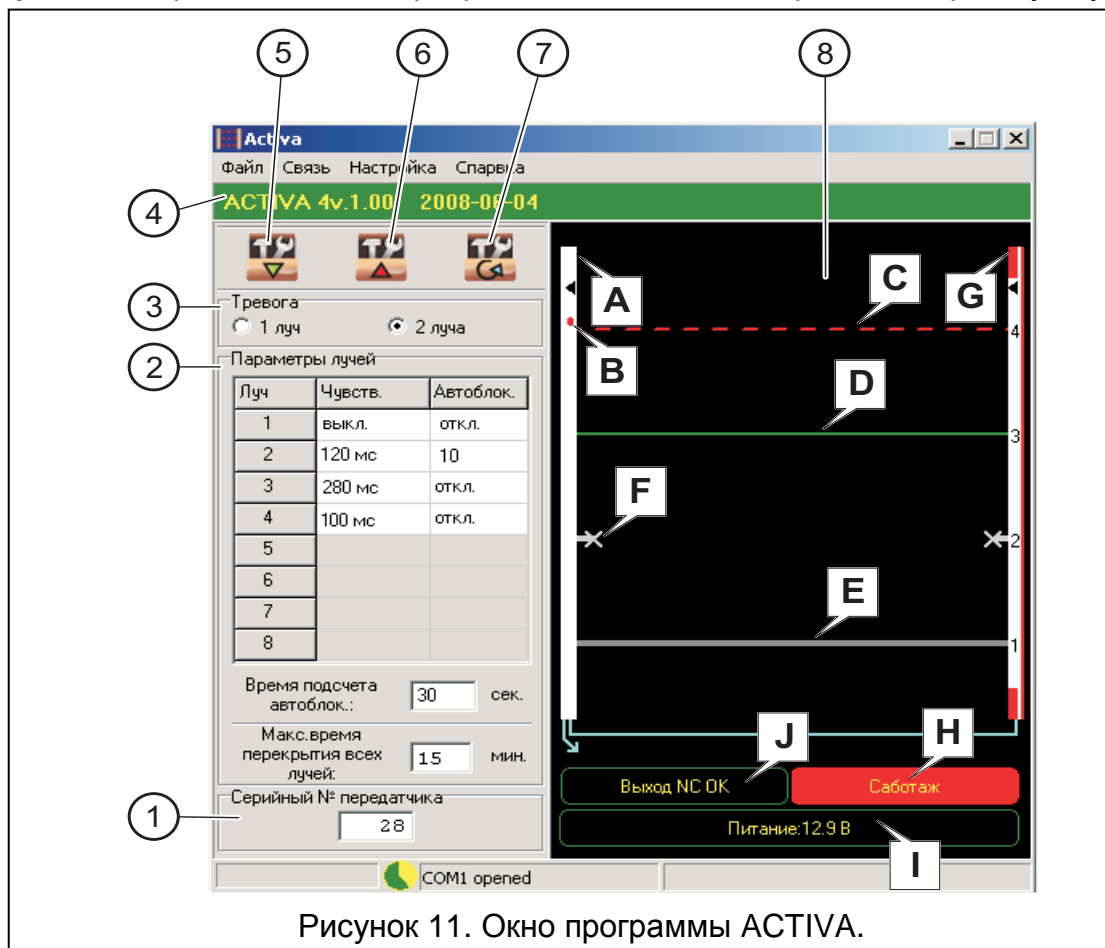 5 6 7 8
Activa
Файл Связь Настройка Спарвка
4
ACTIVA 4v.1.00 2008-06-04
3
Тревога
1 луч 2 луча
2
Параметры лучей
Луч Чувств. Автоблок.
1 выкл. откл.
2 120 мс 10
3 280 мс откл.
4 100 мс откл.
5
6
7
8
Время подсчета
автоблок.: 30 сек.
Макс.время
перекрытия всех
лучей: 15 мин.
1
Серийный № передатчика
28
COM1 opened
A C G
4
B D
3
F
2
E
1
J H
Выход NC OK Саботаж
Питание:12.9 В
I
Рисунок 11. Окно программы ACTIVA.